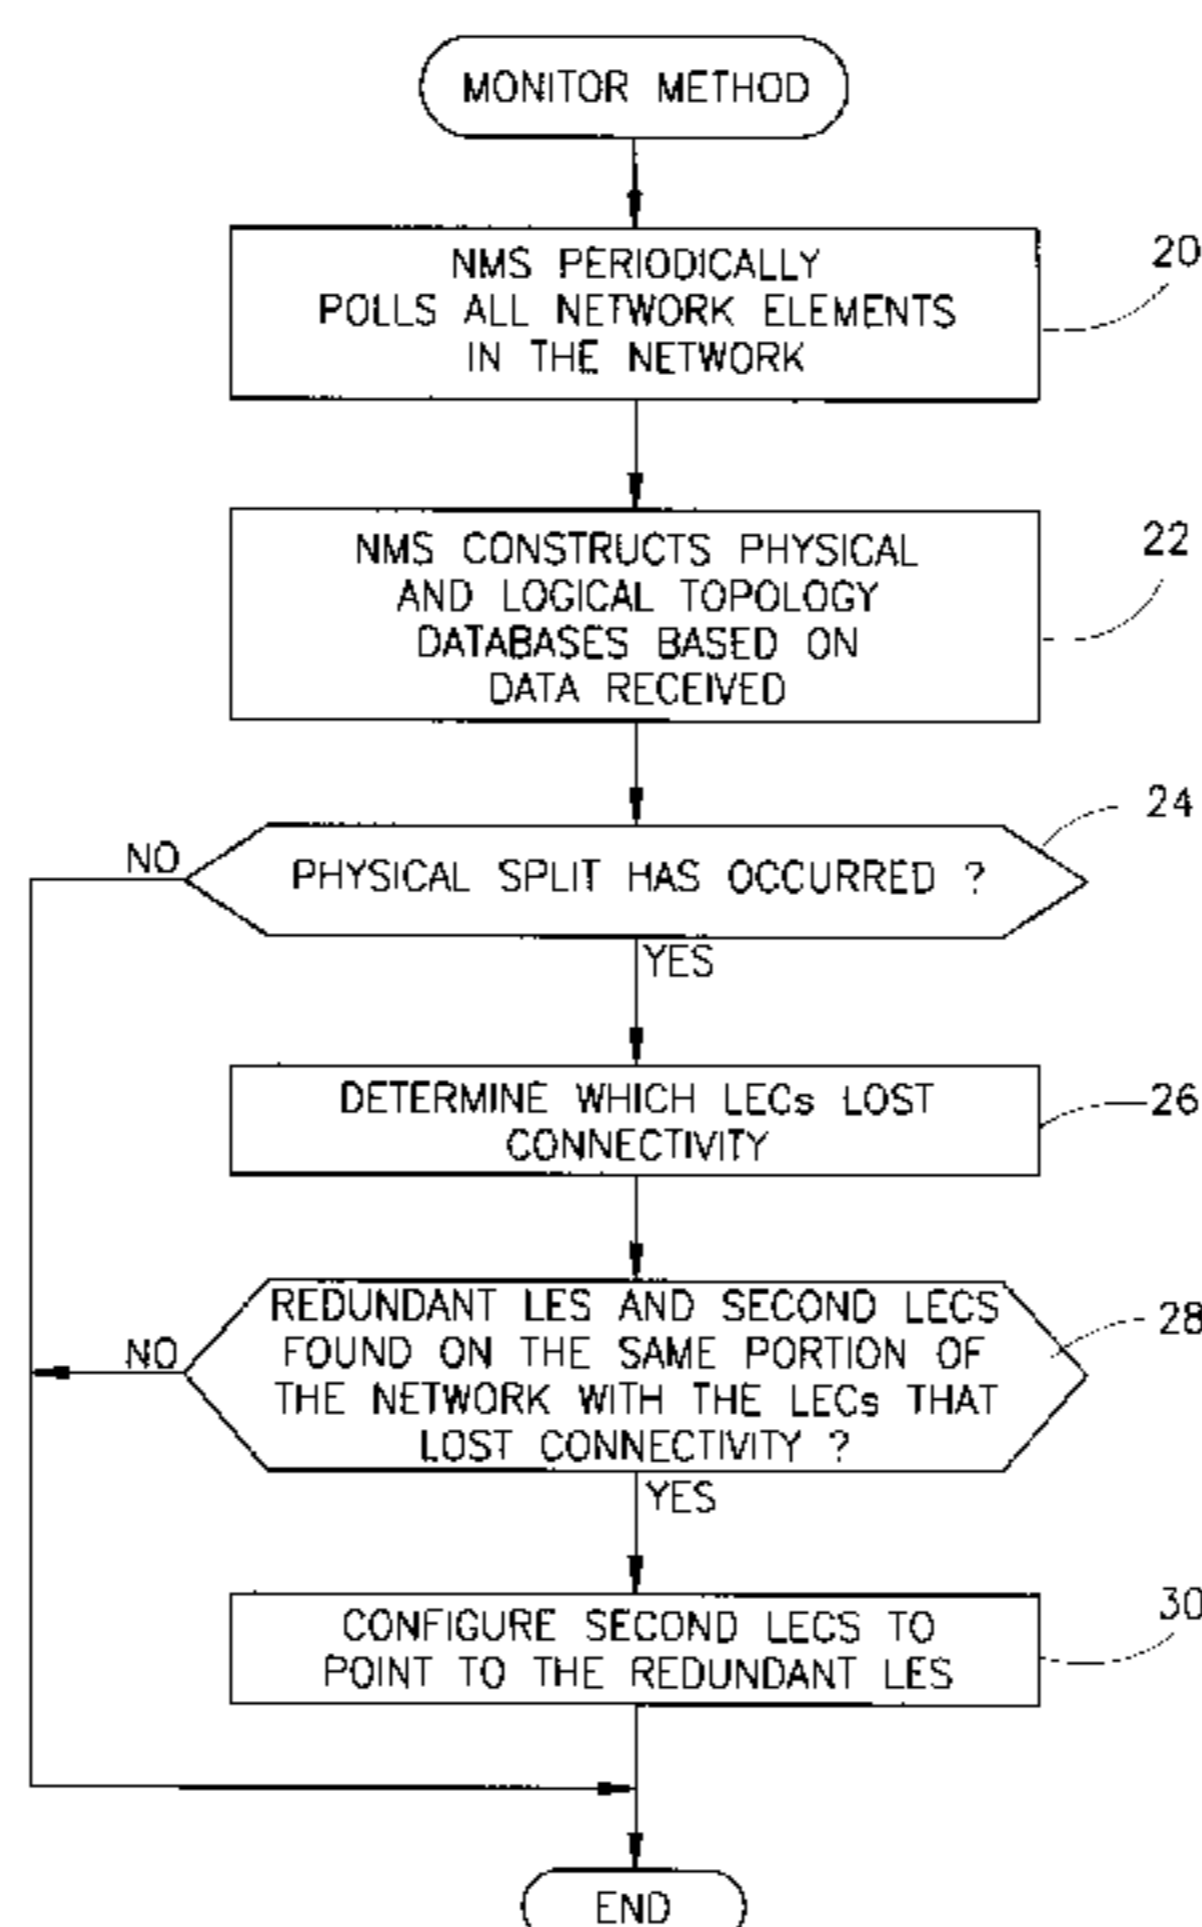 MONITOR METHOD
NMS PERIODICALLY
POLLS ALL NETWORK ELEMENTS
IN THE NETWORK
20
NMS CONSTRUCTS PHYSICAL
AND LOGICAL TOPOLOGY
DATABASES BASED ON
DATA RECEIVED
22
24
NO
PHYSICAL SPLIT HAS OCCURRED ?
YES
DETERMINE WHICH LECs LOST
CONNECTIVITY
26
REDUNDANT LES AND SECOND LECS
FOUND ON THE SAME PORTION OF
THE NETWORK WITH THE LECs THAT
LOST CONNECTIVITY ?
28
NO
YES
CONFIGURE SECOND LECS TO
POINT TO THE REDUNDANT LES
30
END